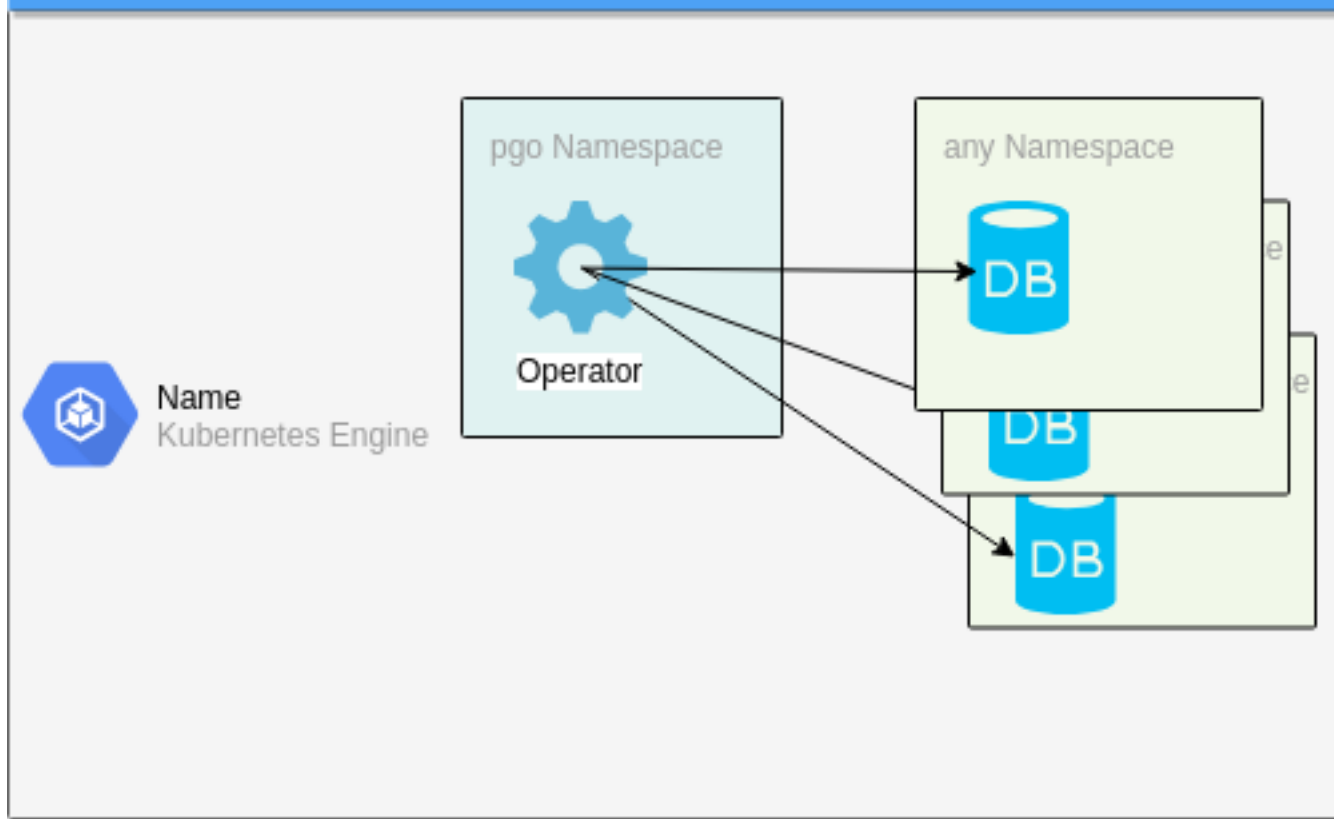 pgo Namespace
any Namespace
e
DB
Operator
e
Name
Kubernetes Engine
DB
DB